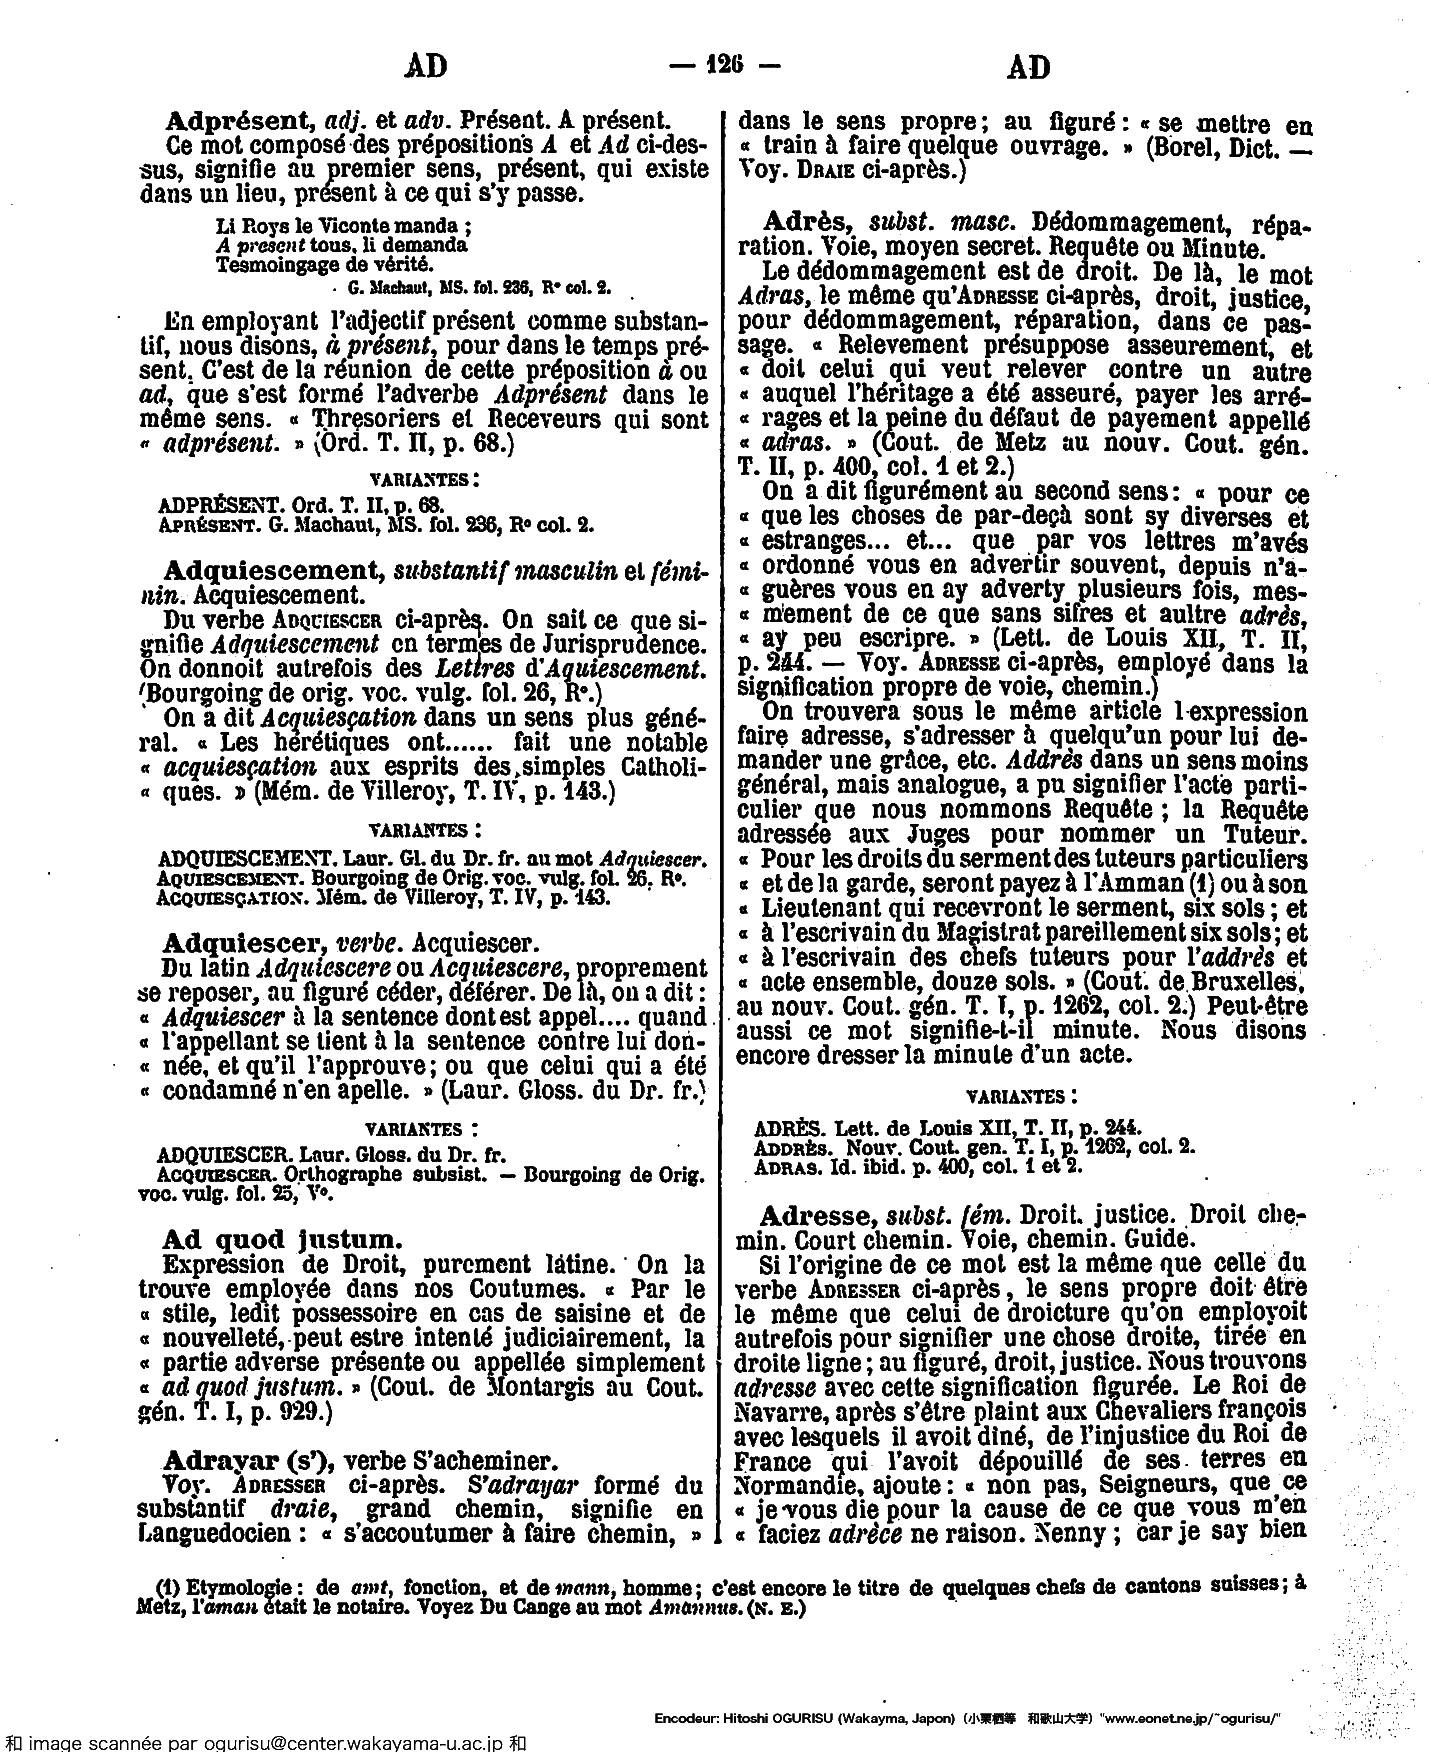 AD — 126 — AD
Adprésent, adj. et adv. Présent. A présent.
Ce mot composé des prépositions A et Ad ci-des-
sus, signifie au premier sens, présent, qui existe
dans un lieu, présent à ce qui s'y passe.
Li Roys le Viconte manda ;
A present tous, li demanda
Tesmoingage de vérité.
G. Machaut, MS. fol. 236, R° col. 2.
En employant l'adjectif présent comme substan-
tif, nous disons, à présent, pour dans le temps pré-
sent. C'est de la réunion de cette préposition à ou
ad, que s'est formé l'adverbe Adprésent dans le
même sens. « Thresoriers et Receveurs qui sont
« adprésent. » (Ord. T. II, p. 68.)
VARIANTES :
ADPRÉSENT. Ord. T. II, p. 68.
APRÉSENT. G. Machaut, MS. fol. 236, R° col. 2.
Adquiescement, substantif masculin et fémi-
nin. Acquiescement.
Du verbe ADQUIESCER ci-après. On sait ce que si-
gnifie Adquiescement en termes de Jurisprudence.
On donnoit autrefois des Lettres d'Aquiescement.
(Bourgoing de orig. voc. vulg. fol. 26, R°.)
On a dit Acquiesçation dans un sens plus géné-
ral. « Les hérétiques ont...... fait une notable
« acquiesçation aux esprits des simples Catholi-
« ques. » (Mém. de Villeroy, T. IV, p. 143.)
VARIANTES :
ADQUIESCEMENT. Laur. Gl. du Dr. fr. au mot Adquiescer.
AQUIESCEMENT. Bourgoing de Orig. voc. vulg. fol. 26, R°.
ACQUIESÇATION. Mém. de Villeroy, T. IV, p. 143.
Adquiescer, verbe. Acquiescer.
Du latin Adquiescere ou Acquiescere, proprement
se reposer, au figuré céder, déférer. De là, on a dit :
« Adquiescer à la sentence dont est appel.... quand
« l'appellant se tient à la sentence contre lui don-
« née, et qu'il l'approuve ; ou que celui qui a été
« condamné n'en apelle. » (Laur. Gloss. du Dr. fr.)
VARIANTES :
ADQUIESCER. Laur. Gloss. du Dr. fr.
ACQUIESCER. Orthographe subsist. — Bourgoing de Orig.
voc. vulg. fol. 25, V°.
Ad quod justum.
Expression de Droit, purement latine. On la
trouve employée dans nos Coutumes. « Par le
« stile, ledit possessoire en cas de saisine et de
« nouvelleté, peut estre intenté judiciairement, la
« partie adverse présente ou appellée simplement
« ad quod justum. » (Cout. de Montargis au Cout.
gén. T. I, p. 929.)
Adrayar (s'), verbe S'acheminer.
Voy. ADRESSER ci-après. S'adrayar formé du
substantif draie, grand chemin, signifie en
Languedocien : « s'accoutumer à faire chemin, »
dans le sens propre ; au figuré : « se mettre en
« train à faire quelque ouvrage. » (Borel, Dict. —
Voy. DRAIE ci-après.)
Adrès, subst. masc. Dédommagement, répa-
ration. Voie, moyen secret. Requête ou Minute.
Le dédommagement est de droit. De là, le mot
Adras, le même qu'ADRESSE ci-après, droit, justice,
pour dédommagement, réparation, dans ce pas-
sage. « Relevement présuppose asseurement, et
« doit celui qui veut relever contre un autre
« auquel l'héritage a été asseuré, payer les arré-
« rages et la peine du défaut de payement appellé
« adras. » (Cout. de Metz au nouv. Cout. gén.
T. II, p. 400, col. 1 et 2.)
On a dit figurément au second sens : « pour ce
« que les choses de par-deçà sont sy diverses et
« estranges... et... que par vos lettres m'avés
« ordonné vous en advertir souvent, depuis n'a-
« guères vous en ay adverty plusieurs fois, mes-
« mement de ce que sans sifres et aultre adrès,
« ay peu escripre. » (Lett. de Louis XII, T. II,
p. 244. — Voy. ADRESSE ci-après, employé dans la
signification propre de voie, chemin.)
On trouvera sous le même article l'expression
faire adresse, s'adresser à quelqu'un pour lui de-
mander une grâce, etc. Addrès dans un sens moins
général, mais analogue, a pu signifier l'acte parti-
culier que nous nommons Requête ; la Requête
adressée aux Juges pour nommer un Tuteur.
« Pour les droits du serment des tuteurs particuliers
« et de la garde, seront payez à l'Amman (1) ou à son
« Lieutenant qui recevront le serment, six sols ; et
« à l'escrivain du Magistrat pareillement six sols ; et
« à l'escrivain des chefs tuteurs pour l'addrès et
« acte ensemble, douze sols. » (Cout. de Bruxelles,
au nouv. Cout. gén. T. I, p. 1262, col. 2.) Peut-être
aussi ce mot signifie-t-il minute. Nous disons
encore dresser la minute d'un acte.
VARIANTES :
ADRÈS. Lett. de Louis XII, T. II, p. 244.
ADDRÈS. Nouv. Cout. gen. T. I, p. 1262, col. 2.
ADRAS. Id. ibid. p. 400, col. 1 et 2.
Adresse, subst. fém. Droit, justice. Droit che-
min. Court chemin. Voie, chemin. Guide.
Si l'origine de ce mot est la même que celle du
verbe ADRESSER ci-après, le sens propre doit être
le même que celui de droicture qu'on employoit
autrefois pour signifier une chose droite, tirée en
droite ligne ; au figuré, droit, justice. Nous trouvons
adresse avec cette signification figurée. Le Roi de
Navarre, après s'être plaint aux Chevaliers françois
avec lesquels il avoit dîné, de l'injustice du Roi de
France qui l'avoit dépouillé de ses terres en
Normandie, ajoute : « non pas, Seigneurs, que ce
« je vous die pour la cause de ce que vous m'en
« faciez adrèce ne raison. Nenny ; car je say bien
(1) Etymologie : de amt, fonction, et de mann, homme ; c'est encore le titre de quelques chefs de cantons suisses ; à
Metz, l'aman était le notaire. Voyez Du Cange au mot Amannus. (N. E.)
Encodeur: Hitoshi OGURISU (Wakayma, Japon) (小栗栖等 和歌山大学) "www.eonet.ne.jp/~ogurisu/"
和 image scannée par ogurisu@center.wakayama-u.ac.jp 和